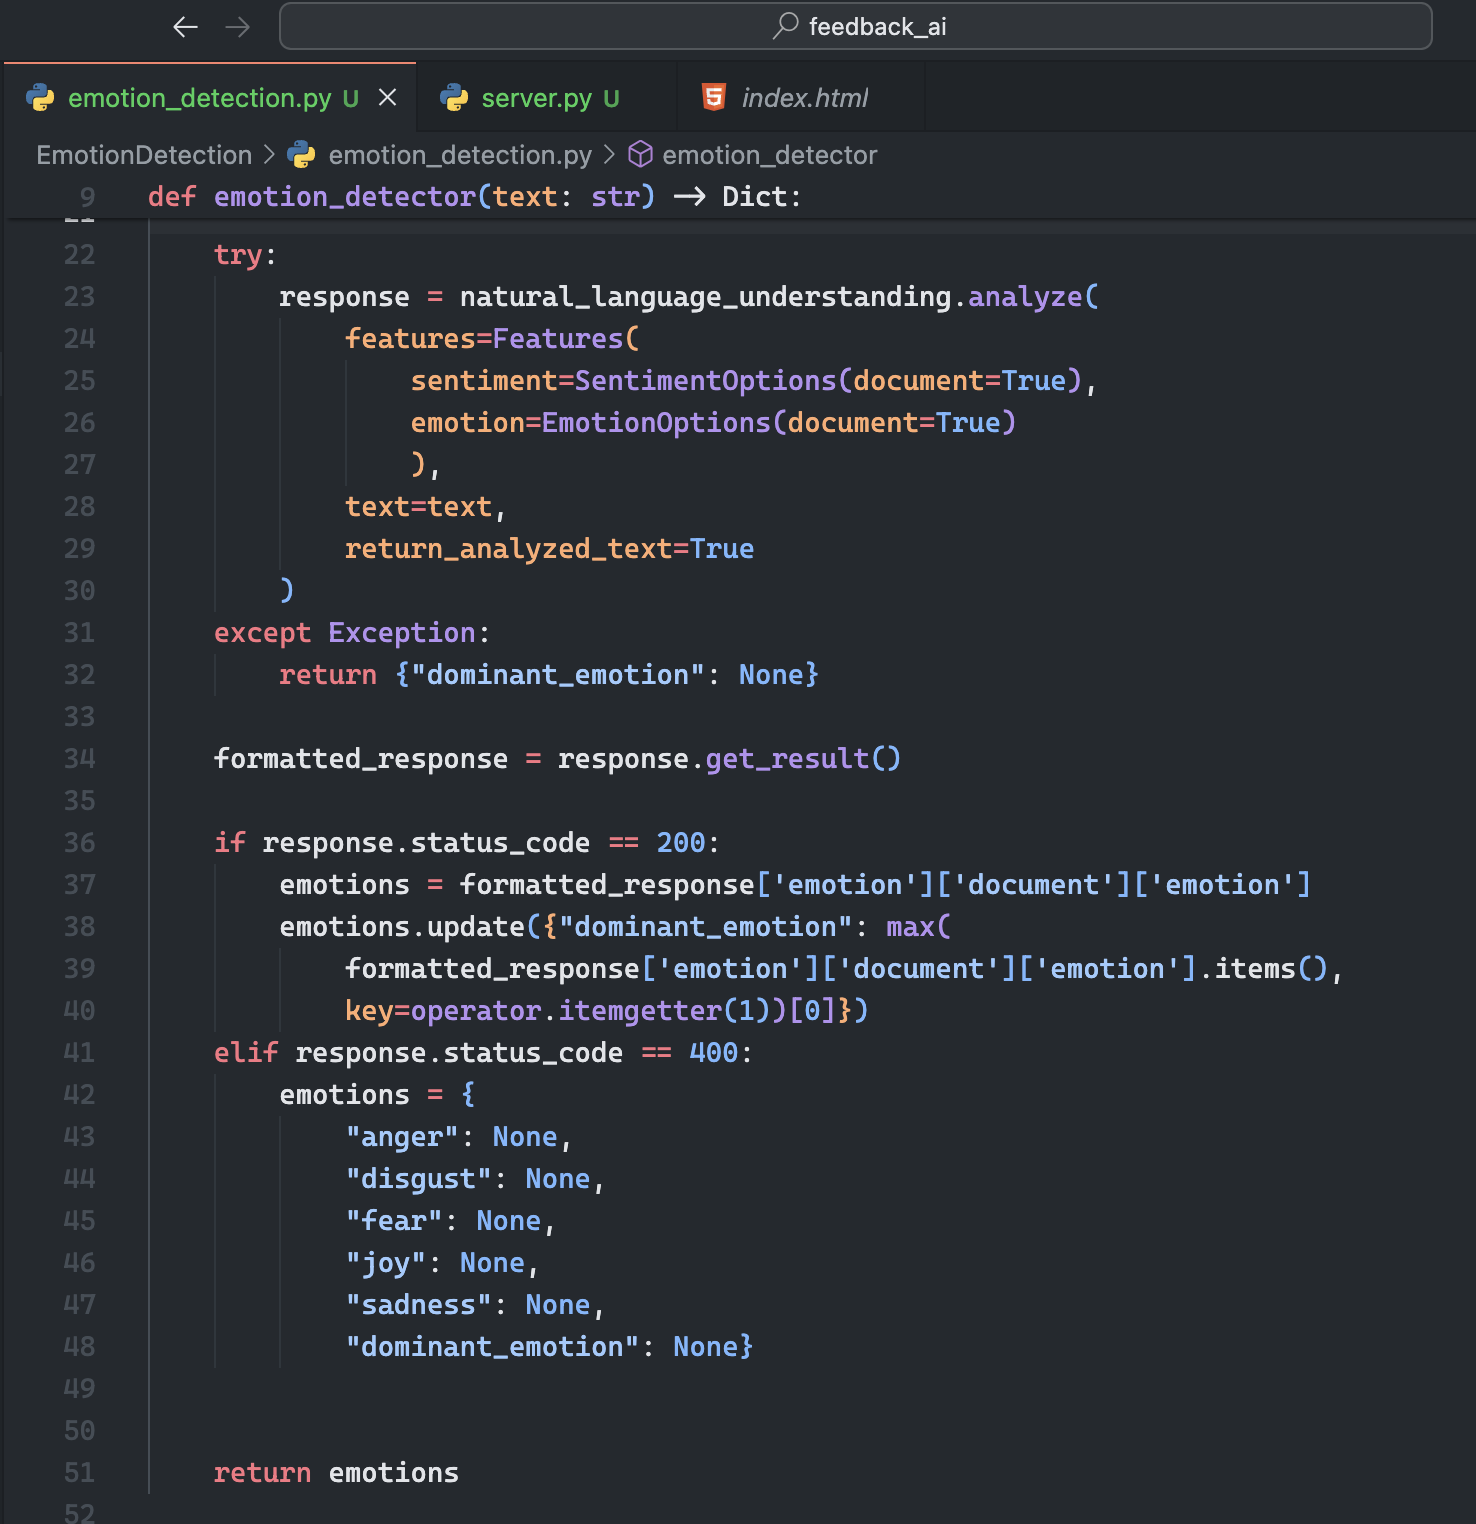 feedback_ai
emotion_detection.py U
server.py U
index.html
EmotionDetection > emotion_detection.py > emotion_detector
9 def emotion_detector(text: str) -> Dict:
22 try:
23 response = natural_language_understanding.analyze(
24 features=Features(
25 sentiment=SentimentOptions(document=True),
26 emotion=EmotionOptions(document=True)
27 ),
28 text=text,
29 return_analyzed_text=True
30 )
31 except Exception:
32 return {"dominant_emotion": None}
33
34 formatted_response = response.get_result()
35
36 if response.status_code == 200:
37 emotions = formatted_response['emotion']['document']['emotion']
38 emotions.update({"dominant_emotion": max(
39 formatted_response['emotion']['document']['emotion'].items(),
40 key=operator.itemgetter(1))[0]})
41 elif response.status_code == 400:
42 emotions = {
43 "anger": None,
44 "disgust": None,
45 "fear": None,
46 "joy": None,
47 "sadness": None,
48 "dominant_emotion": None}
49
50
51 return emotions
52